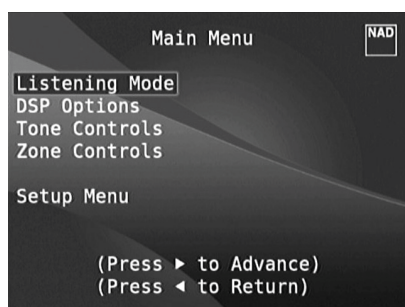 Main Menu
NAD
Listening Mode
DSP Options
Tone Controls
Zone Controls
Setup Menu
(Press ► to Advance)
(Press ◄ to Return)